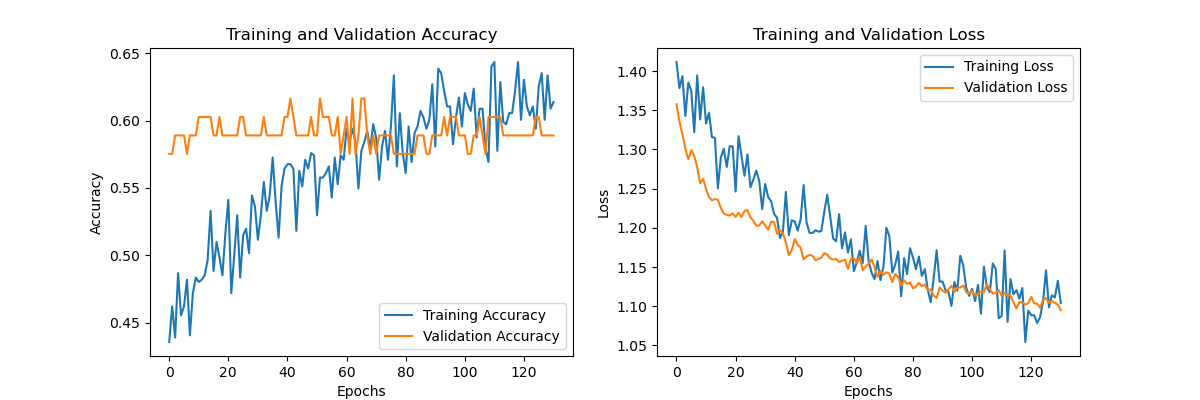 Training and Validation Accuracy
0.65
0.60
0.55
0.50
0.45
Accuracy
Training Accuracy
Validation Accuracy
0 20 40 60 80 100 120
Epochs
Training and Validation Loss
1.40
1.35
1.30
1.25
1.20
1.15
1.10
1.05
Loss
Training Loss
Validation Loss
0 20 40 60 80 100 120
Epochs